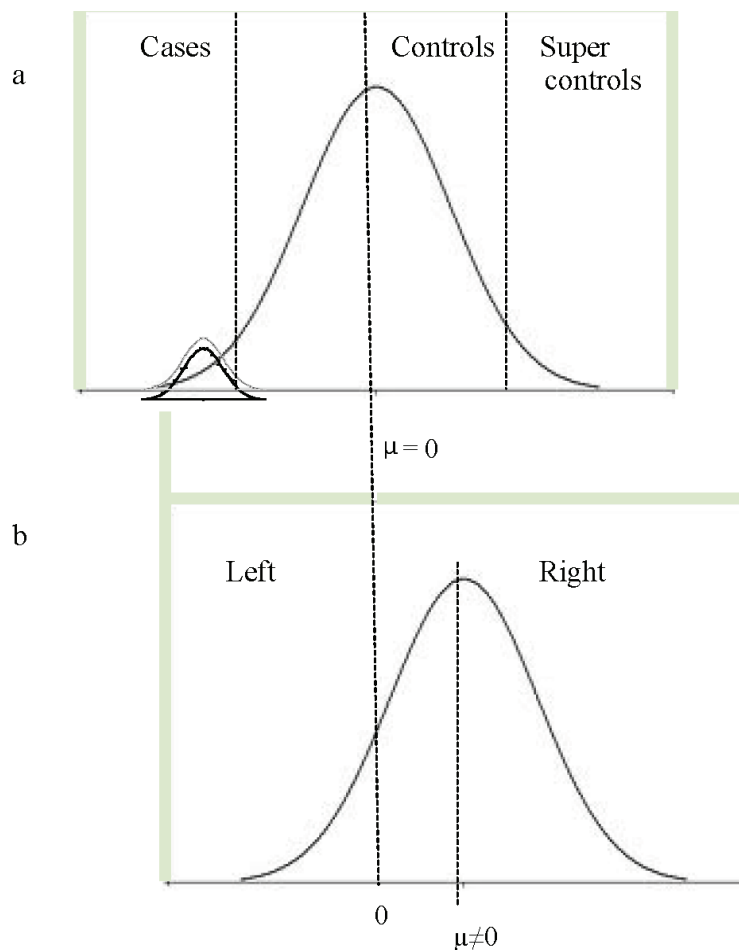 a
Cases
Controls
Super
controls
μ = 0
b
Left
Right
0
μ≠0